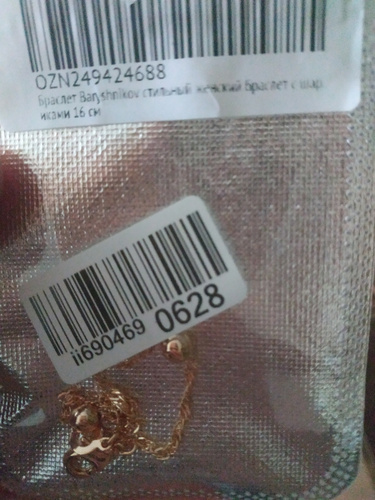 OZN249424688
Браслет Baryshnikov стильный женский браслет с шар
иками 16 см
ii690469 0628